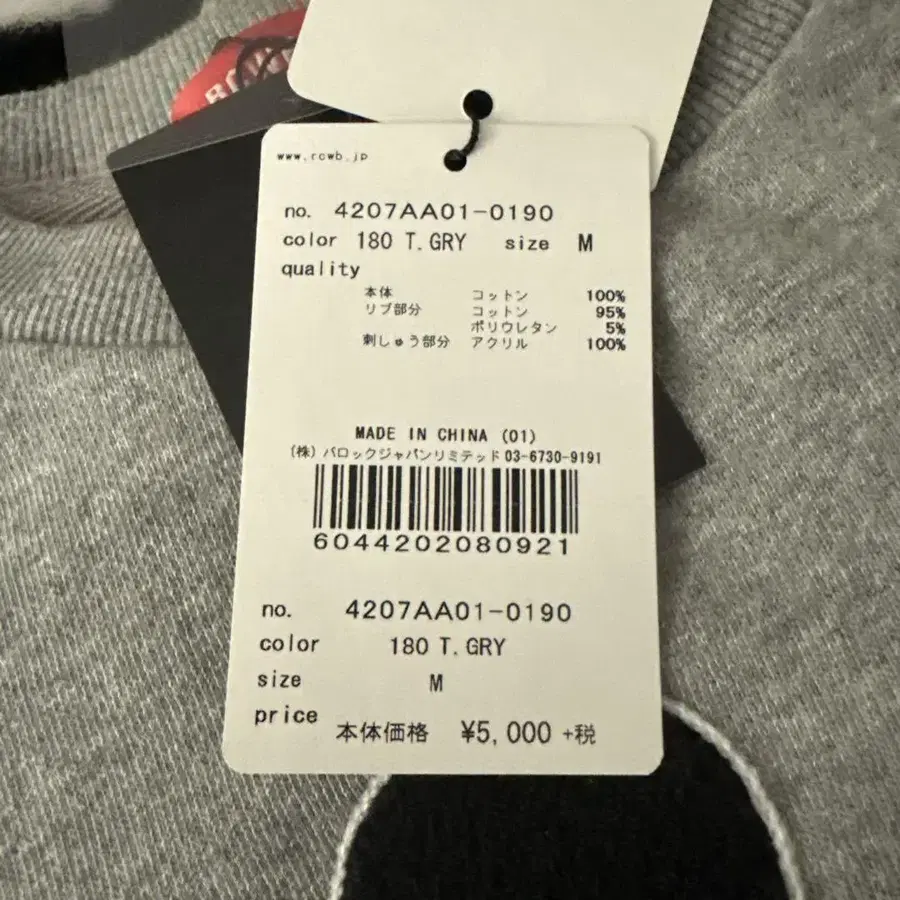 www.rcwb.jp
no. 4207AA01-0190
color 180 T.GRY size M
quality
本体 コットン 100%
リブ部分 コットン 95%
ポリウレタン 5%
刺しゅう部分 アクリル 100%
MADE IN CHINA (01)
(株) バロックジャパンリミテッド 03-6730-9191
6044202080921
no. 4207AA01-0190
color 180 T.GRY
size M
price 本体価格 ¥5,000 +税